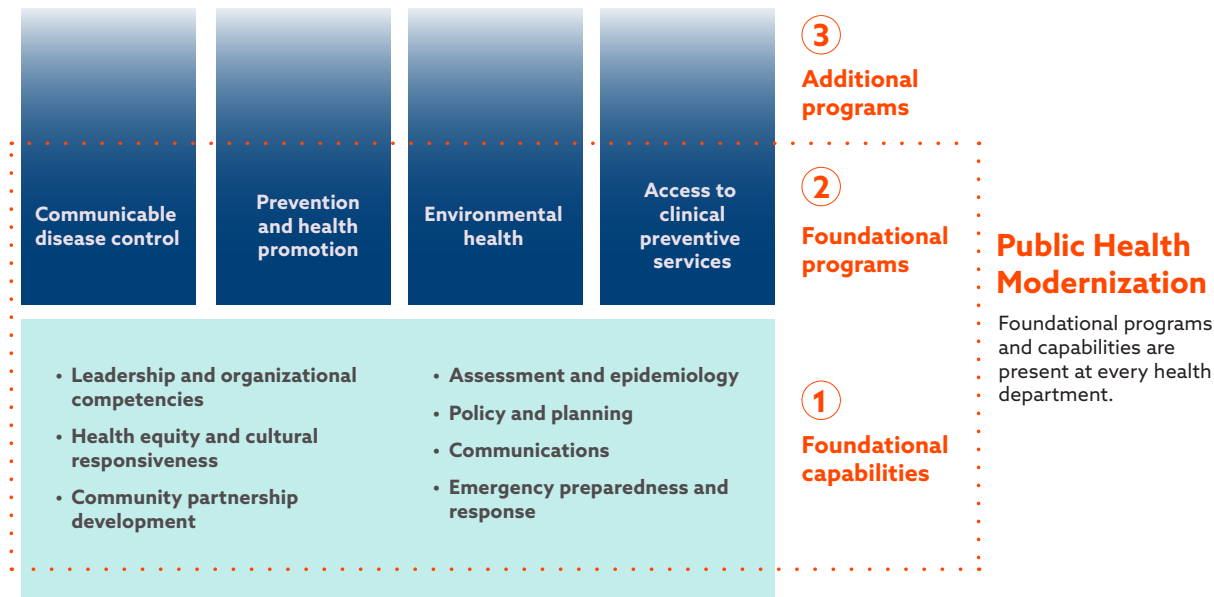 3
Additional
programs
Communicable
disease control
Prevention
and health
promotion
Environmental
health
Access to
clinical
preventive
services
2
Foundational
programs
Public Health
Modernization
Foundational programs
and capabilities are
present at every health
department.
• Leadership and organizational
competencies
• Health equity and cultural
responsiveness
• Community partnership
development
• Assessment and epidemiology
• Policy and planning
• Communications
• Emergency preparedness and
response
1
Foundational
capabilities